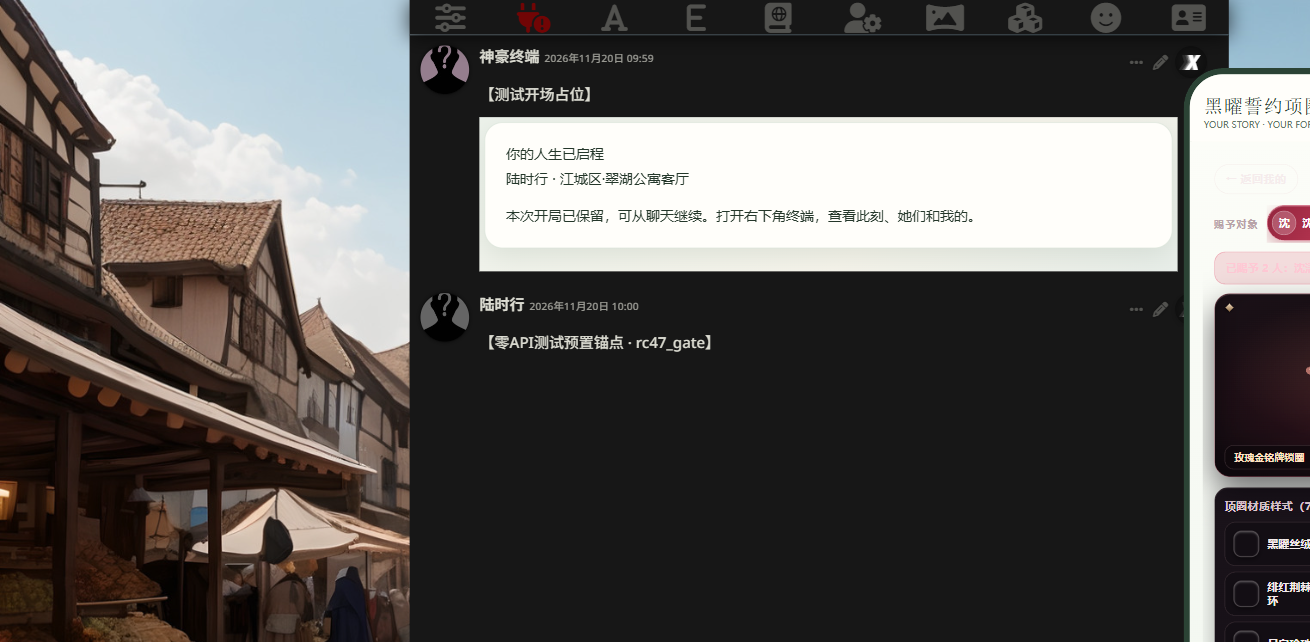 神豪终端 2026年11月20日 09:59
【测试开场占位】
你的人生已启程
陆时行 · 江城区·翠湖公寓客厅
本次开局已保留，可从聊天继续。打开右下角终端，查看此刻、她们和我的。
陆时行 2026年11月20日 10:00
【零API测试预置锚点 · rc47_gate】
X
黑曜誓约项
YOUR STORY · YOUR FOR
← 返回我的
赐予对象
沈
已赐予 2 人：
玫瑰金铭牌锁圈
项圈材质样式（7
黑曜丝绒
绯红荆棘
环